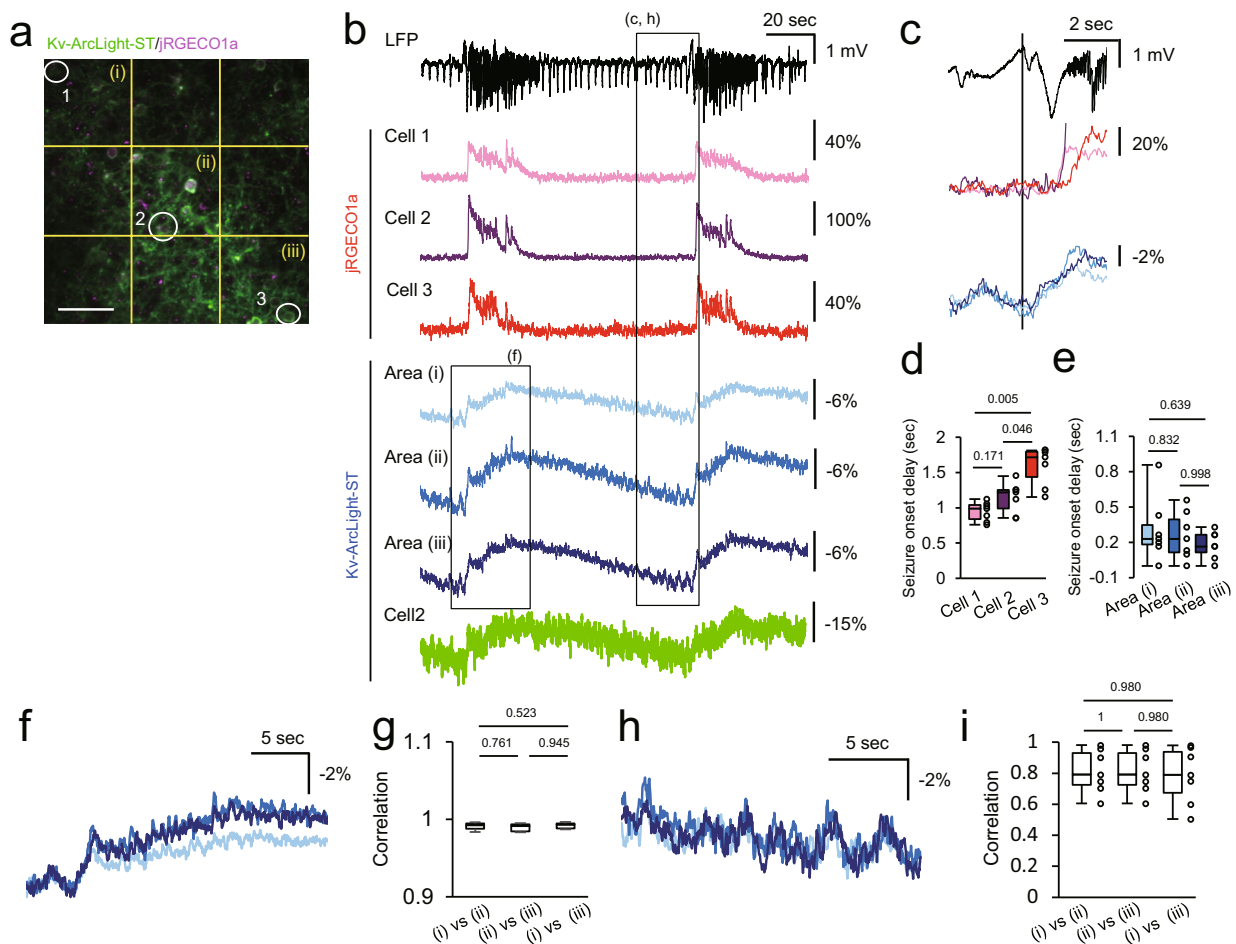 a
Kv-ArcLight-ST/jRGECO1a
(i)
1
(ii)
2
(iii)
3
b
(c, h)
20 sec
LFP
1 mV
jRGECO1a
Cell 1
40%
Cell 2
100%
Cell 3
40%
Kv-ArcLight-ST
(f)
Area (i)
-6%
Area (ii)
-6%
Area (iii)
-6%
Cell2
-15%
c
2 sec
1 mV
20%
-2%
d
Seizure onset delay (sec)
0.005
0.046
0.171
2
1.5
1
0.5
0
Cell 1
Cell 2
Cell 3
e
Seizure onset delay (sec)
0.639
0.832
0.998
1.1
0.8
0.5
0.2
-0.1
Area (i)
Area (ii)
Area (iii)
f
5 sec
-2%
g
Correlation
0.523
0.761
0.945
1.1
1
0.9
(i) vs (ii)
(ii) vs (iii)
(i) vs (iii)
h
5 sec
-2%
i
Correlation
0.980
1
0.980
1
0.8
0.6
0.4
0.2
0
(i) vs (ii)
(ii) vs (iii)
(i) vs (iii)